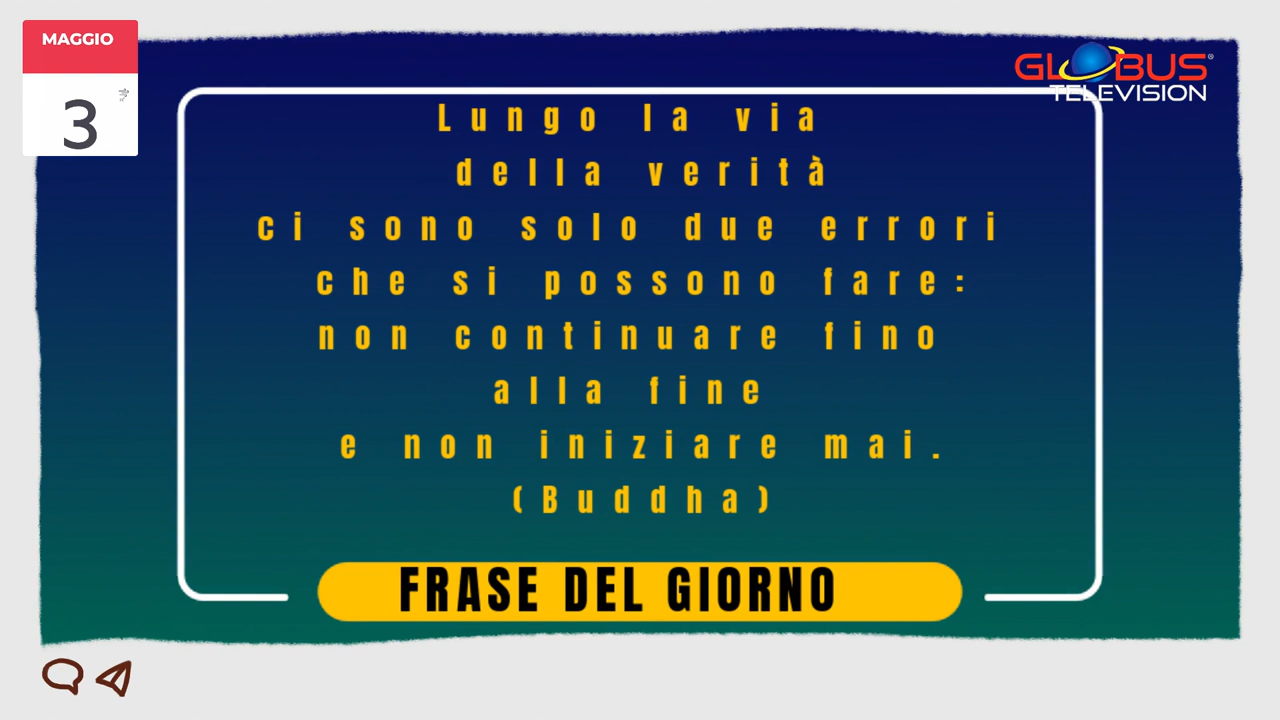 MAGGIO
3
GLOBUS®
TELEVISION
Lungo la via
della verità
ci sono solo due errori
che si possono fare:
non continuare fino
alla fine
e non iniziare mai.
(Buddha)
FRASE DEL GIORNO